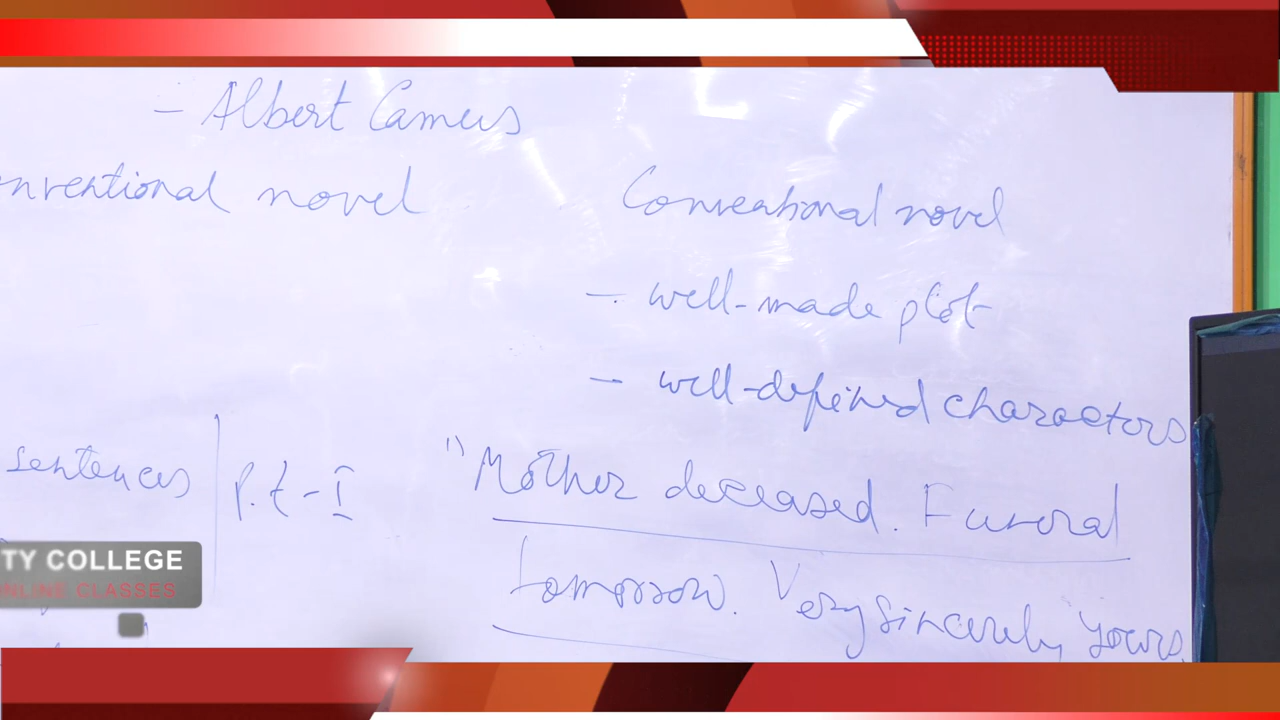 - Albert Camus
nventional novel
Conventional novel
- well-made plot
- well-defined characters
sentences
P.t - I
"Mother deceased. Funeral
tomorrow. Very sincerely yours,
TY COLLEGE
ONLINE CLASSES